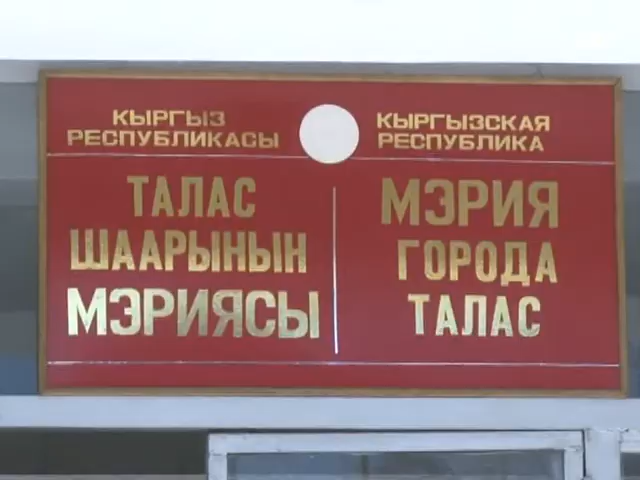 КЫРГЫЗ
РЕСПУБЛИКАСЫ
ТАЛАС
ШААРЫНЫН
МЭРИЯСЫ
КЫРГЫЗСКАЯ
РЕСПУБЛИКА
МЭРИЯ
ГОРОДА
ТАЛАС